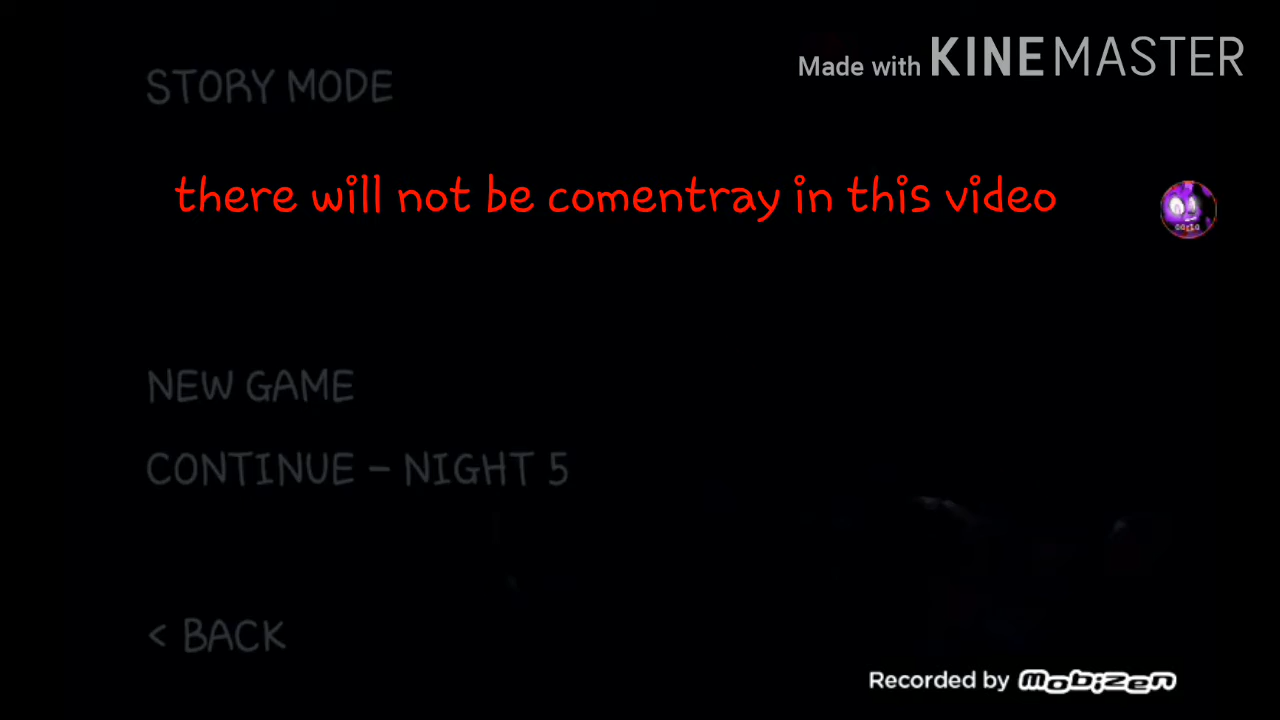 Made with KINEMASTER
STORY MODE
there will not be comentray in this video
NEW GAME
CONTINUE - NIGHT 5
< BACK
Recorded by mobizen